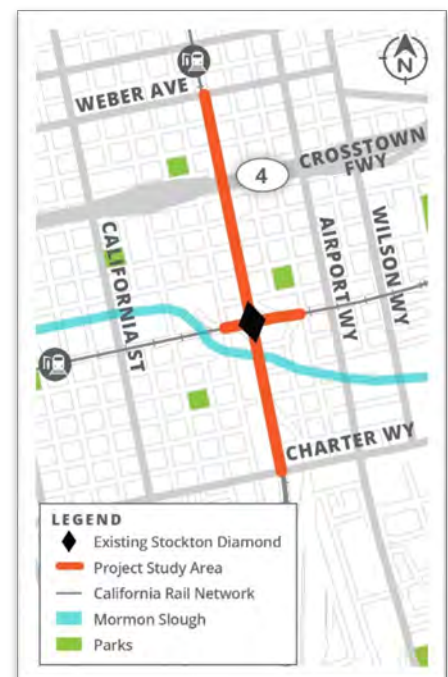 N
WEBER AVE
CROSSTOWN
FWY
4
CALIFORNIA ST
AIRPORT WY
WILSON WY
CHARTER WY
LEGEND
Existing Stockton Diamond
Project Study Area
California Rail Network
Mormon Slough
Parks